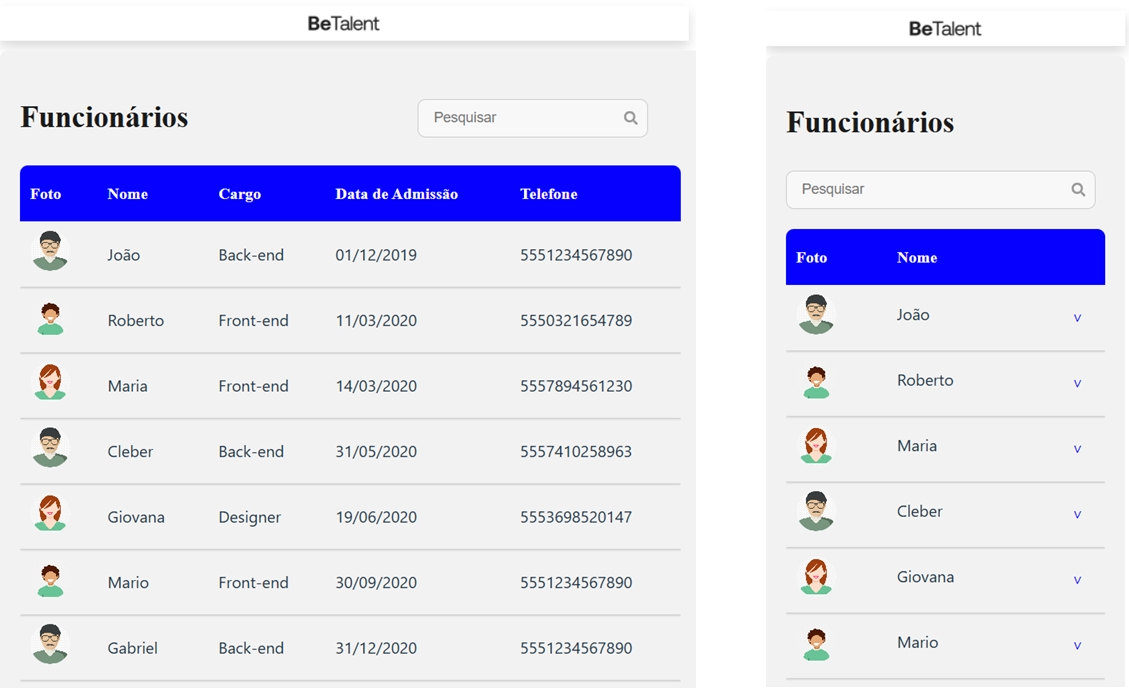 BeTalent
Funcionários
Pesquisar
Foto Nome Cargo Data de Admissão Telefone
João Back-end 01/12/2019 5551234567890
Roberto Front-end 11/03/2020 5550321654789
Maria Front-end 14/03/2020 5557894561230
Cleber Back-end 31/05/2020 5557410258963
Giovana Designer 19/06/2020 5553698520147
Mario Front-end 30/09/2020 5551234567890
Gabriel Back-end 31/12/2020 5551234567890
BeTalent
Funcionários
Pesquisar
Foto Nome
João v
Roberto v
Maria v
Cleber v
Giovana v
Mario v